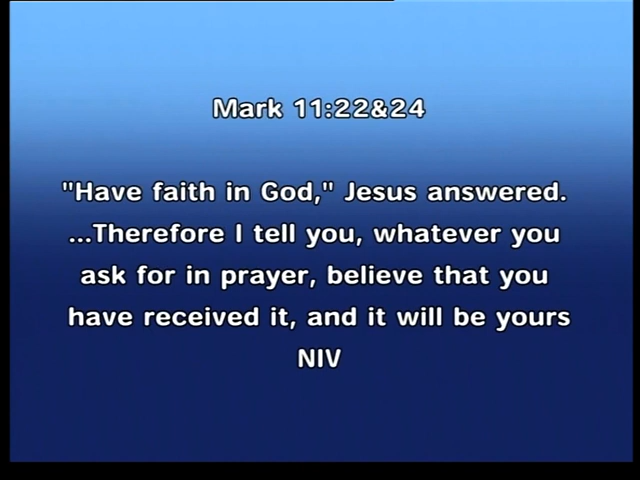 Mark 11:22&24
"Have faith in God," Jesus answered.
...Therefore I tell you, whatever you
ask for in prayer, believe that you
have received it, and it will be yours
NIV